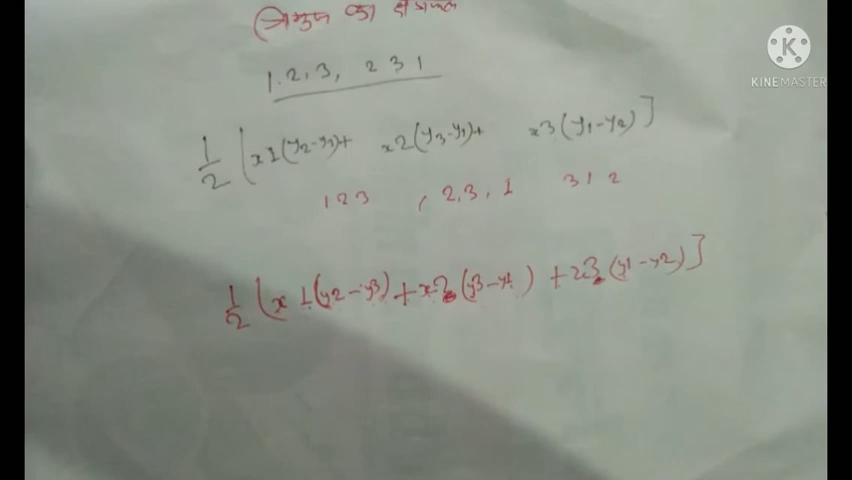 त्रिभुज का क्षेत्रफल
K
KINEMASTER
1.2,3, 2 3 1
1/2 [x1(y2-y3)+ x2(y3-y1)+ x3(y1-y2)]
1 2 3 , 2,3,1 3 1 2
1/2 [x1(y2-y3)+x2(y3-y1)+x3(y1-y2)]